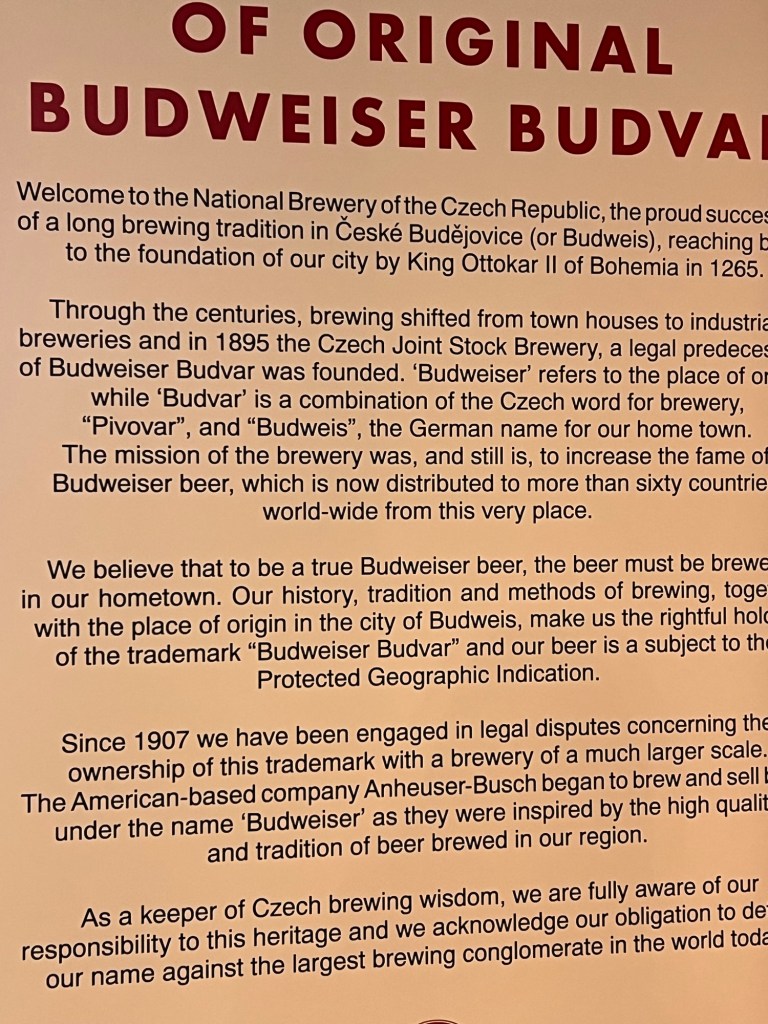 OF ORIGINAL
BUDWEISER BUDVA
Welcome to the National Brewery of the Czech Republic, the proud succes
of a long brewing tradition in České Budějovice (or Budweis), reaching b
to the foundation of our city by King Ottokar II of Bohemia in 1265.
Through the centuries, brewing shifted from town houses to industria
breweries and in 1895 the Czech Joint Stock Brewery, a legal predeces
of Budweiser Budvar was founded. ‘Budweiser’ refers to the place of or
while ‘Budvar’ is a combination of the Czech word for brewery,
“Pivovar”, and “Budweis”, the German name for our home town.
The mission of the brewery was, and still is, to increase the fame of
Budweiser beer, which is now distributed to more than sixty countrie
world-wide from this very place.
We believe that to be a true Budweiser beer, the beer must be brewe
in our hometown. Our history, tradition and methods of brewing, toge
with the place of origin in the city of Budweis, make us the rightful hol
of the trademark “Budweiser Budvar” and our beer is a subject to the
Protected Geographic Indication.
Since 1907 we have been engaged in legal disputes concerning the
ownership of this trademark with a brewery of a much larger scale.
The American-based company Anheuser-Busch began to brew and sell b
under the name ‘Budweiser’ as they were inspired by the high qualit
and tradition of beer brewed in our region.
As a keeper of Czech brewing wisdom, we are fully aware of our
responsibility to this heritage and we acknowledge our obligation to de
our name against the largest brewing conglomerate in the world toda